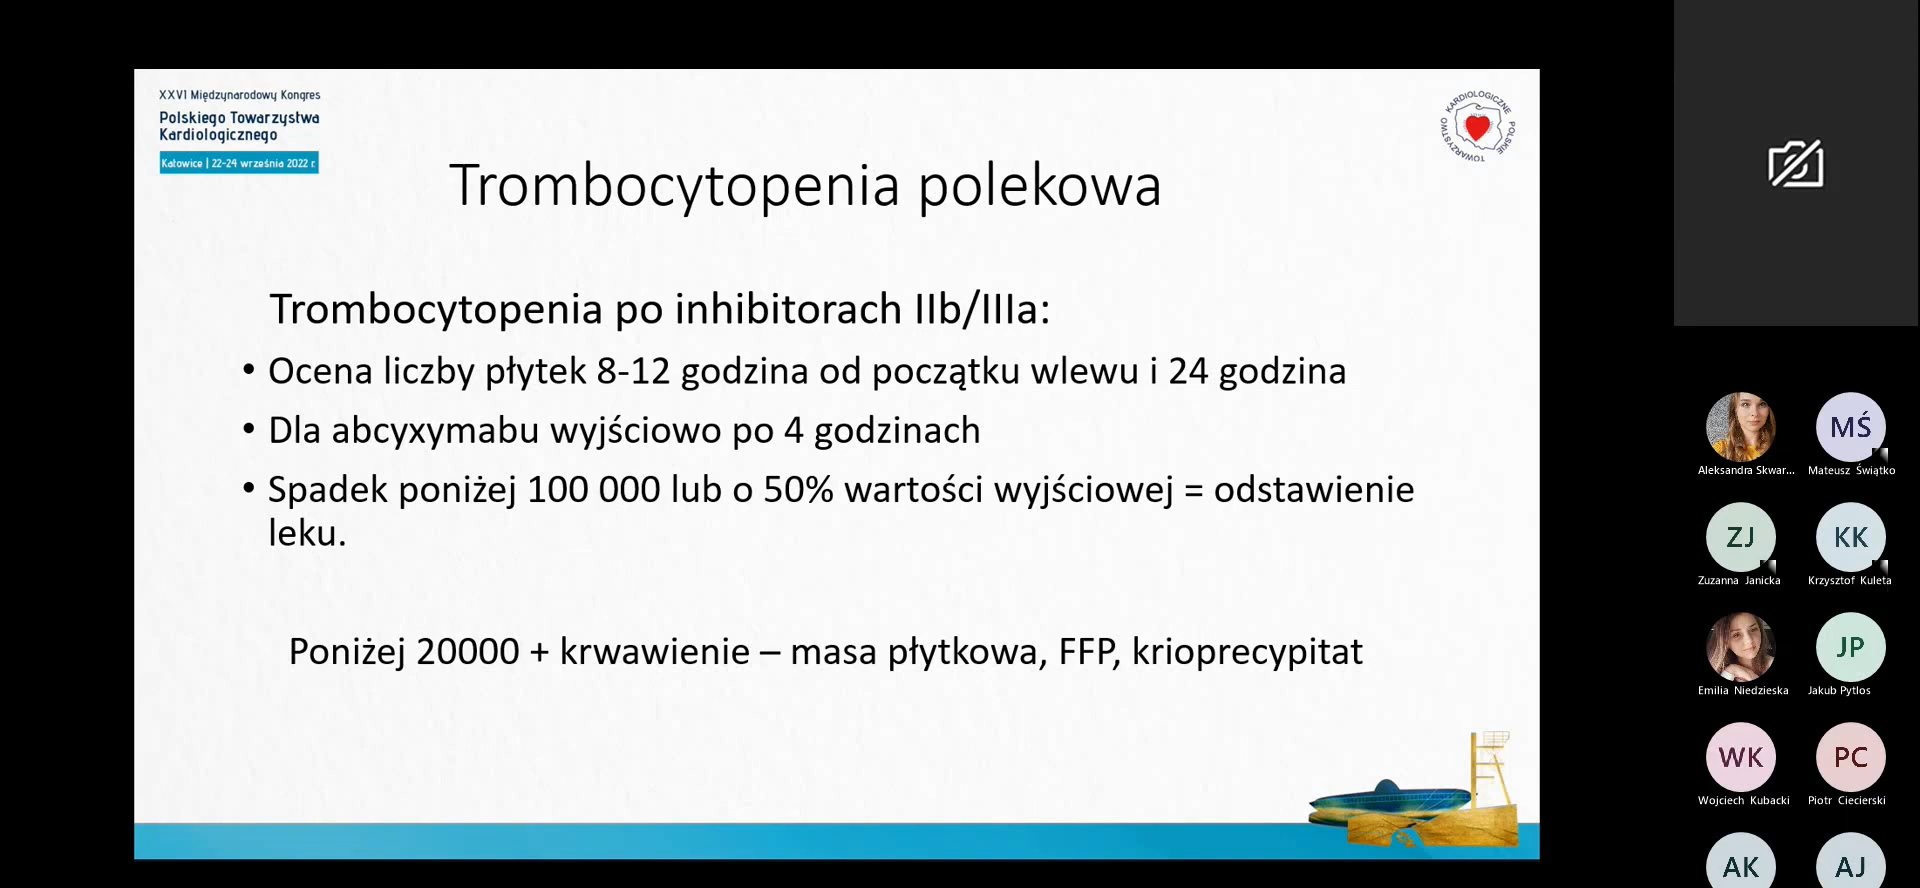 XXVI Międzynarodowy Kongres
Polskiego Towarzystwa
Kardiologicznego
Katowice | 22-24 września 2022 r.
POLSKIE TOWARZYSTWO KARDIOLOGICZNE
Trombocytopenia polekowa
Trombocytopenia po inhibitorach IIb/IIIa:
• Ocena liczby płytek 8-12 godzina od początku wlewu i 24 godzina
• Dla abcyxymabu wyjściowo po 4 godzinach
• Spadek poniżej 100 000 lub o 50% wartości wyjściowej = odstawienie
leku.
Poniżej 20000 + krwawienie – masa płytkowa, FFP, krioprecypitat
Aleksandra Skwar...
MŚ
Mateusz Świątko
ZJ
Zuzanna Janicka
KK
Krzysztof Kuleta
Emilia Niedzieska
JP
Jakub Pytlos
WK
Wojciech Kubacki
PC
Piotr Ciecierski
AK
AJ